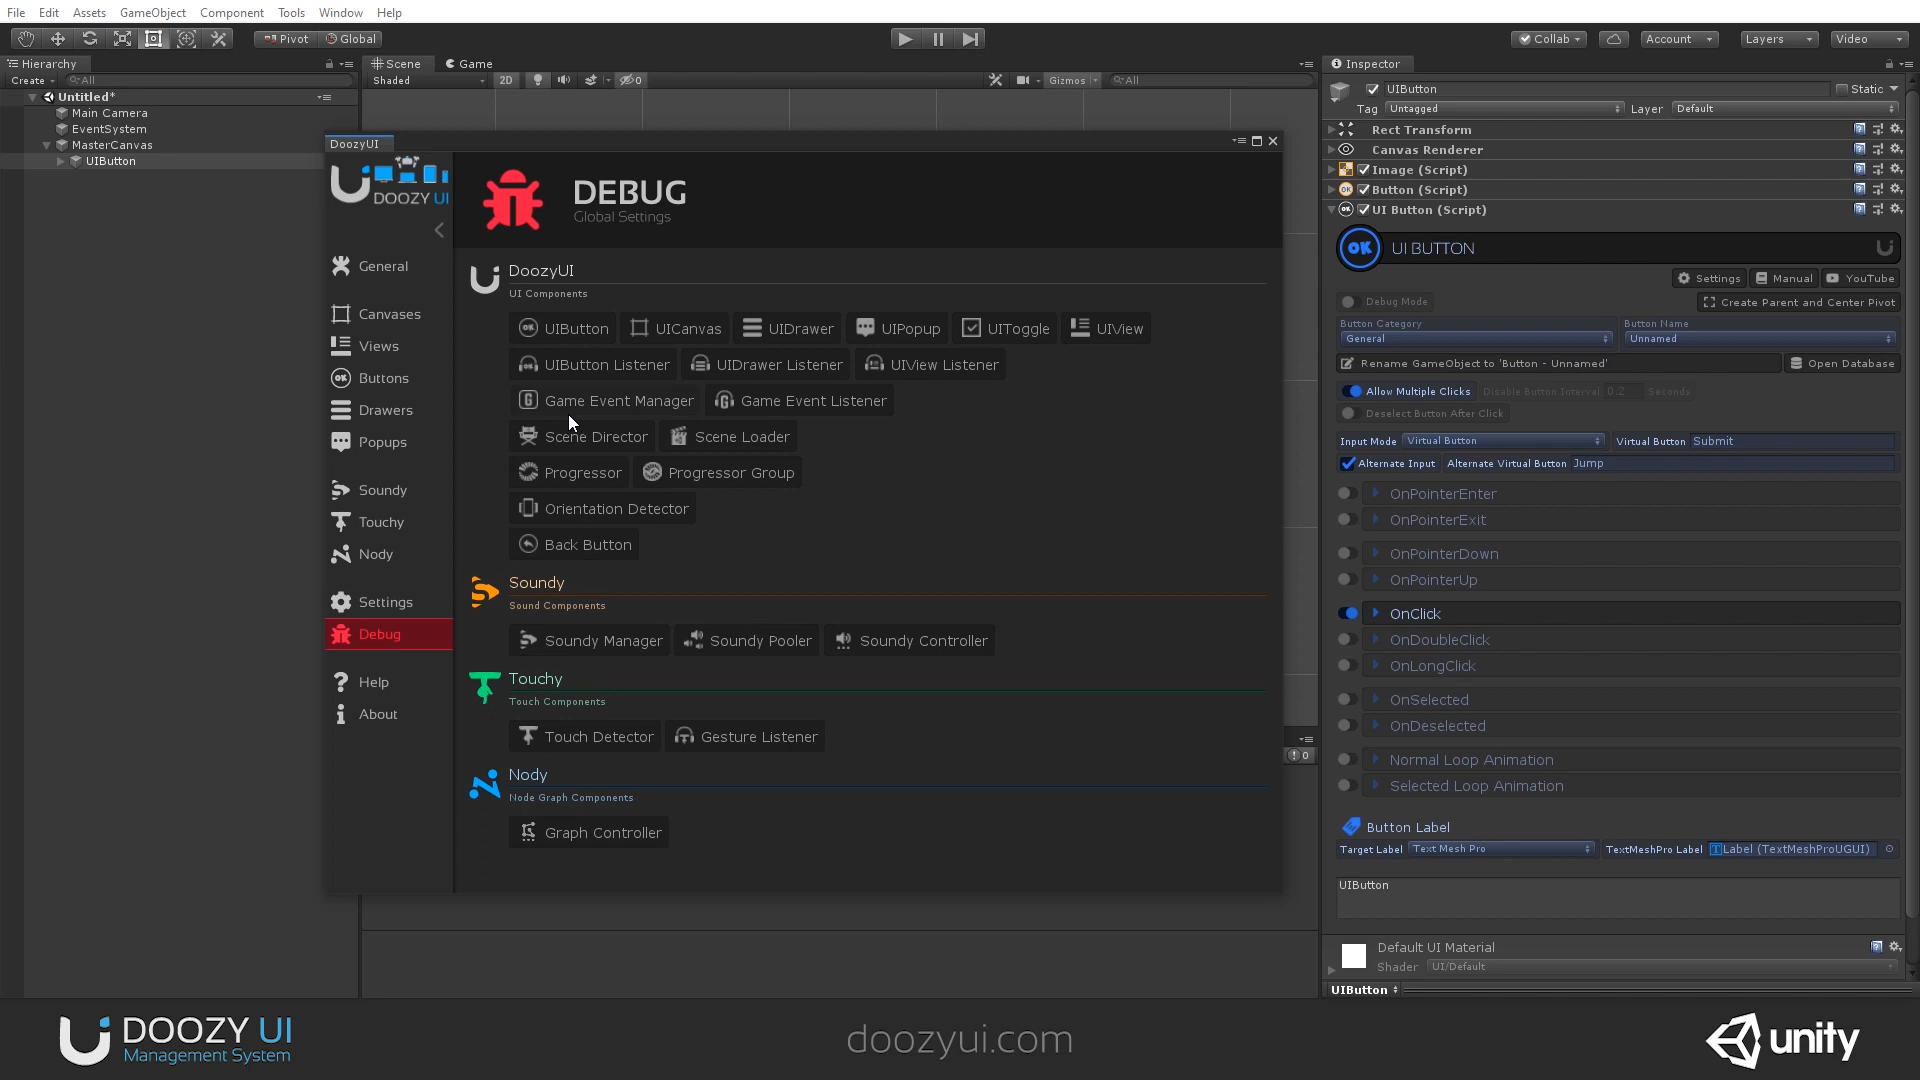 File Edit Assets GameObject Component Tools Window Help
Pivot Global Collab Account Layers Video
Hierarchy
Create All
Untitled*
Main Camera
EventSystem
MasterCanvas
UIButton
Scene Game
Shaded 2D 0 Gizmos All
DoozyUI
DOOZY UI
General
Canvases
Views
Buttons
Drawers
Popups
Soundy
Touchy
Nody
Settings
Debug
Help
About
DEBUG
Global Settings
DoozyUI
UI Components
UIButton UICanvas UIDrawer UIPopup UIToggle UIView
UIButton Listener UIDrawer Listener UIView Listener
Game Event Manager Game Event Listener
Scene Director Scene Loader
Progressor Progressor Group
Orientation Detector
Back Button
Soundy
Sound Components
Soundy Manager Soundy Pooler Soundy Controller
Touchy
Touch Components
Touch Detector Gesture Listener
Nody
Node Graph Components
Graph Controller
0
Inspector
UIButton Static
Tag Untagged Layer Default
Rect Transform
Canvas Renderer
Image (Script)
Button (Script)
UI Button (Script)
OK UI BUTTON
Settings Manual YouTube
Debug Mode Create Parent and Center Pivot
Button Category Button Name
General Unnamed
Rename GameObject to 'Button - Unnamed' Open Database
Allow Multiple Clicks Disable Button Interval 0.2 Seconds
Deselect Button After Click
Input Mode Virtual Button Virtual Button Submit
Alternate Input Alternate Virtual Button Jump
OnPointerEnter
OnPointerExit
OnPointerDown
OnPointerUp
OnClick
OnDoubleClick
OnLongClick
OnSelected
OnDeselected
Normal Loop Animation
Selected Loop Animation
Button Label
Target Label Text Mesh Pro TextMeshPro Label Label (TextMeshProUGUI)
UIButton
Default UI Material
Shader UI/Default
UIButton
DOOZY UI
Management System
doozyui.com
unity